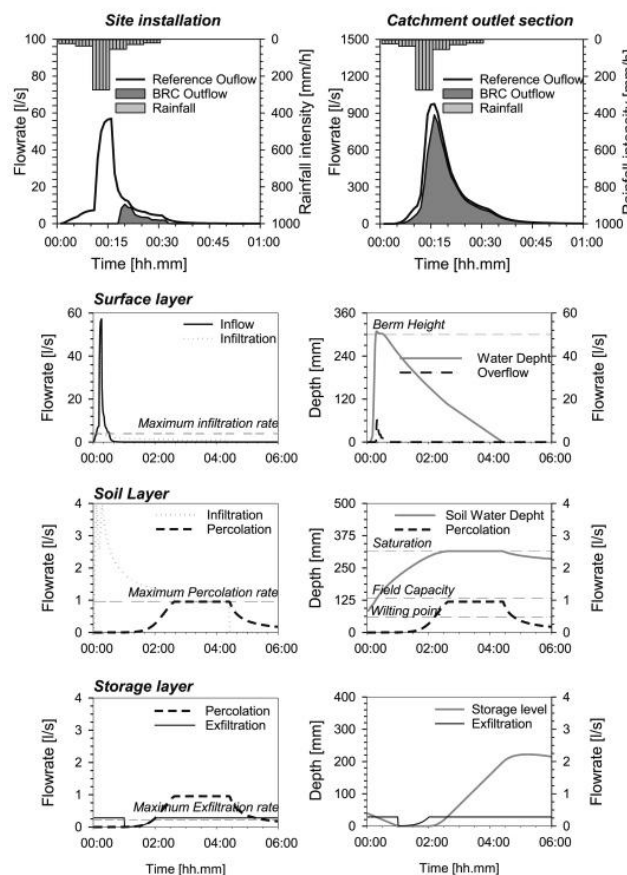 Site installation
Catchment outlet section
100
80
60
40
20
0
Flowrate [l/s]
0
200
400
600
800
1000
Rainfall intensity [mm/h]
Reference Ouflow
BRC Outflow
Rainfall
00:00 00:15 00:30 00:45 01:00
Time [hh.mm]
1500
1200
900
600
300
0
Flowrate [l/s]
0
200
400
600
800
1000
Rainfall intensity [mm/h]
Reference Ouflow
BRC Outflow
Rainfall
00:00 00:15 00:30 00:45 01:00
Time [hh.mm]
Surface layer
60
40
20
0
Flowrate [l/s]
Inflow
Infiltration
Maximum infiltration rate
00:00 02:00 04:00 06:00
360
240
120
0
Depth [mm]
60
40
20
0
Flowrate [l/s]
Berm Height
Water Depht
Overflow
00:00 02:00 04:00 06:00
Soil Layer
4
3
2
1
0
Flowrate [l/s]
Infiltration
Percolation
Maximum Percolation rate
00:00 02:00 04:00 06:00
500
375
250
125
0
Depth [mm]
4
3
2
1
0
Flowrate [l/s]
Soil Water Depht
Percolation
Saturation
Field Capacity
Wilting point
00:00 02:00 04:00 06:00
Storage layer
4
3
2
1
0
Flowrate [l/s]
Percolation
Exfiltration
Maximum Exfiltration rate
00:00 02:00 04:00 06:00
Time [hh.mm]
400
300
200
100
0
Depth [mm]
4
3
2
1
0
Flowrate [l/s]
Storage level
Exfiltration
00:00 02:00 04:00 06:00
Time [hh.mm]